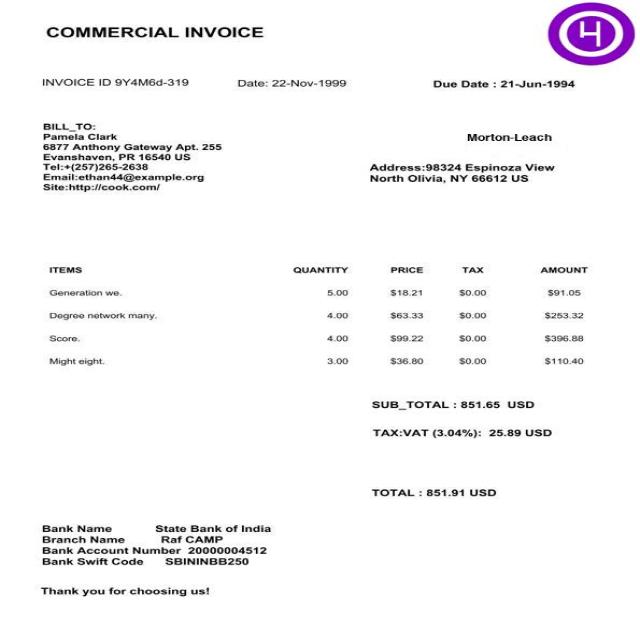 COMMERCIAL INVOICE
INVOICE ID 9Y4M6d-319 Date: 22-Nov-1999 Due Date : 21-Jun-1994
BILL_TO:
Pamela Clark
6877 Anthony Gateway Apt. 255
Evanshaven, PR 16540 US
Tel:+(257)265-2638
Email:ethan44@example.org
Site:http://cook.com/
Morton-Leach
Address:98324 Espinoza View
North Olivia, NY 66612 US
ITEMS QUANTITY PRICE TAX AMOUNT
Generation we. 5.00 $18.21 $0.00 $91.05
Degree network many. 4.00 $63.33 $0.00 $253.32
Score. 4.00 $99.22 $0.00 $396.88
Might eight. 3.00 $36.80 $0.00 $110.40
SUB_TOTAL : 851.65 USD
TAX:VAT (3.04%): 25.89 USD
TOTAL : 851.91 USD
Bank Name State Bank of India
Branch Name Raf CAMP
Bank Account Number 20000004512
Bank Swift Code SBININBB250
Thank you for choosing us!